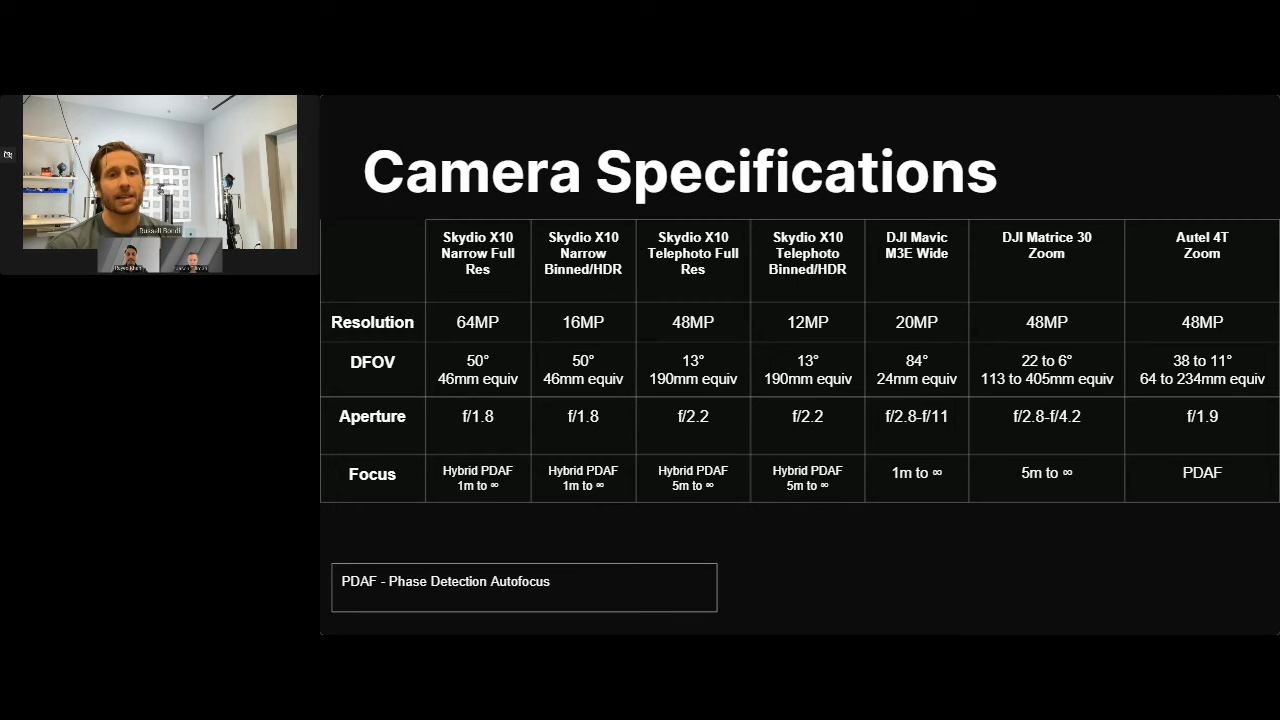 Russell Bondi
Camera Specifications
Skydio X10 Narrow Full Res
Skydio X10 Narrow Binned/HDR
Skydio X10 Telephoto Full Res
Skydio X10 Telephoto Binned/HDR
DJI Mavic M3E Wide
DJI Matrice 30 Zoom
Autel 4T Zoom
Resolution 64MP 16MP 48MP 12MP 20MP 48MP 48MP
DFOV 50° 50° 13° 13° 84° 22 to 6° 38 to 11°
46mm equiv 46mm equiv 190mm equiv 190mm equiv 24mm equiv 113 to 405mm equiv 64 to 234mm equiv
Aperture f/1.8 f/1.8 f/2.2 f/2.2 f/2.8-f/11 f/2.8-f/4.2 f/1.9
Focus Hybrid PDAF Hybrid PDAF Hybrid PDAF Hybrid PDAF 1m to ∞ 5m to ∞ PDAF
1m to ∞ 1m to ∞ 5m to ∞ 5m to ∞
PDAF - Phase Detection Autofocus